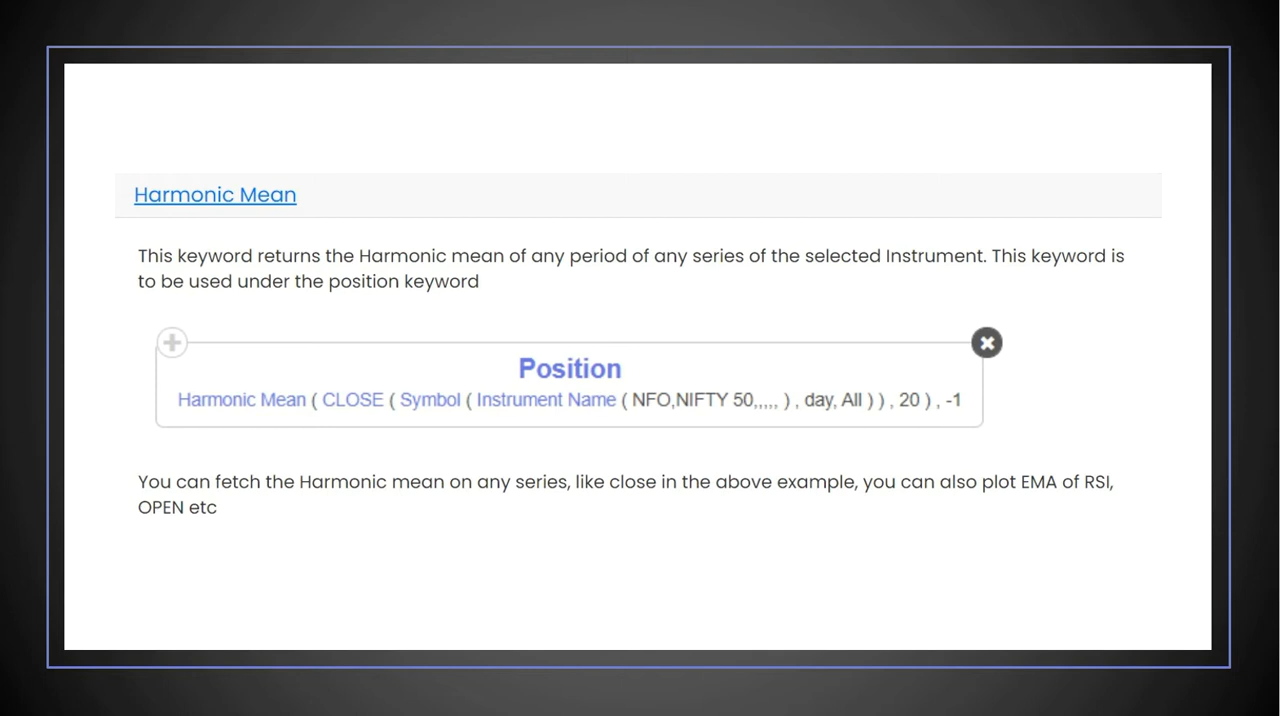 Harmonic Mean
This keyword returns the Harmonic mean of any period of any series of the selected Instrument. This keyword is
to be used under the position keyword
Position
Harmonic Mean ( CLOSE ( Symbol ( Instrument Name ( NFO,NIFTY 50,,,,, ) , day, All ) ) , 20 ) , -1
You can fetch the Harmonic mean on any series, like close in the above example, you can also plot EMA of RSI,
OPEN etc